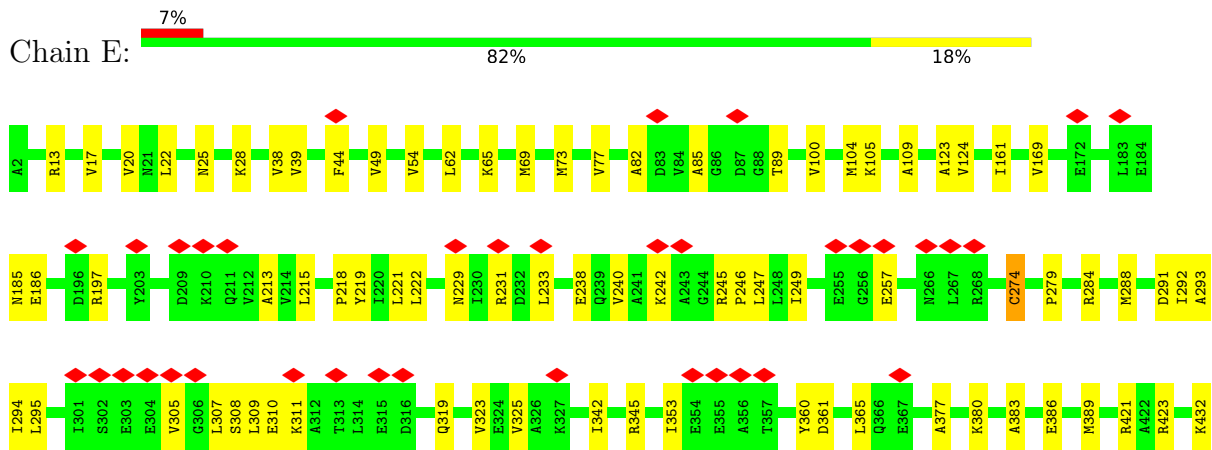 7%
Chain E:
82% 18%
A2 R13 V17 V20 N21 L22 N25 K28 V38 V39 F44 V49 V54 L62 K65 M69 M73 V77 A82 D83 V84 A85 G86 D87 G88 T89 V100 M104 K105 A109 A123 V124 I161 V169 E172 L183 E184
N185 E186 D196 R197 Y203 D209 K210 Q211 V212 A213 V214 L215 P218 Y219 I220 L221 L222 N229 I230 R231 D232 L233 E238 Q239 V240 A241 K242 A243 G244 R245 P246 L247 L248 I249 E255 G256 E257 N266 L267 R268 C274 P279 R284 M288 D291 I292 A293
I294 L295 I301 S302 E303 E304 V305 G306 L307 S308 L309 E310 K311 A312 T313 L314 E315 D316 Q319 V323 E324 V325 A326 K327 I342 R345 I353 E354 E355 A356 T357 Y360 D361 L365 Q366 E367 A377 K380 A383 E386 M389 R421 A422 R423 K432